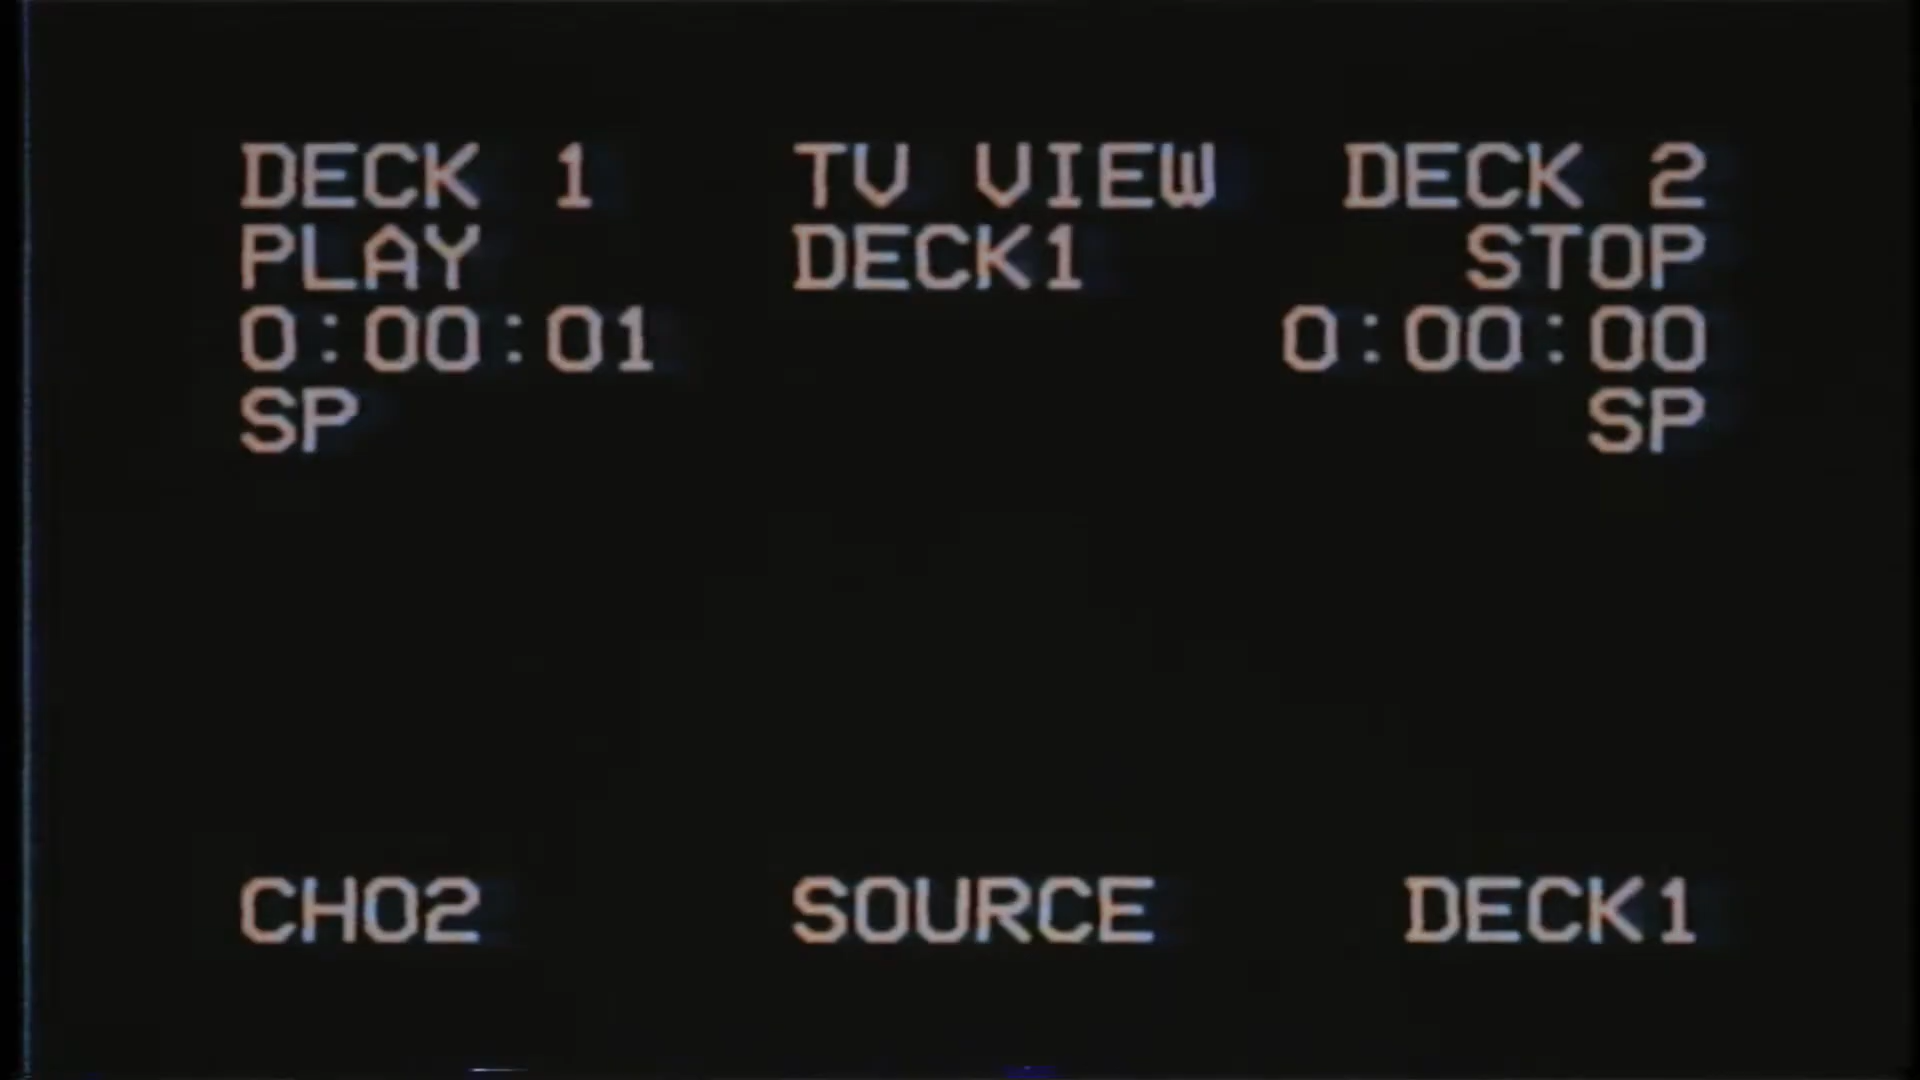 DECK 1 TV VIEW DECK 2
PLAY DECK1 STOP
0:00:01 0:00:00
SP SP
CH02 SOURCE DECK1